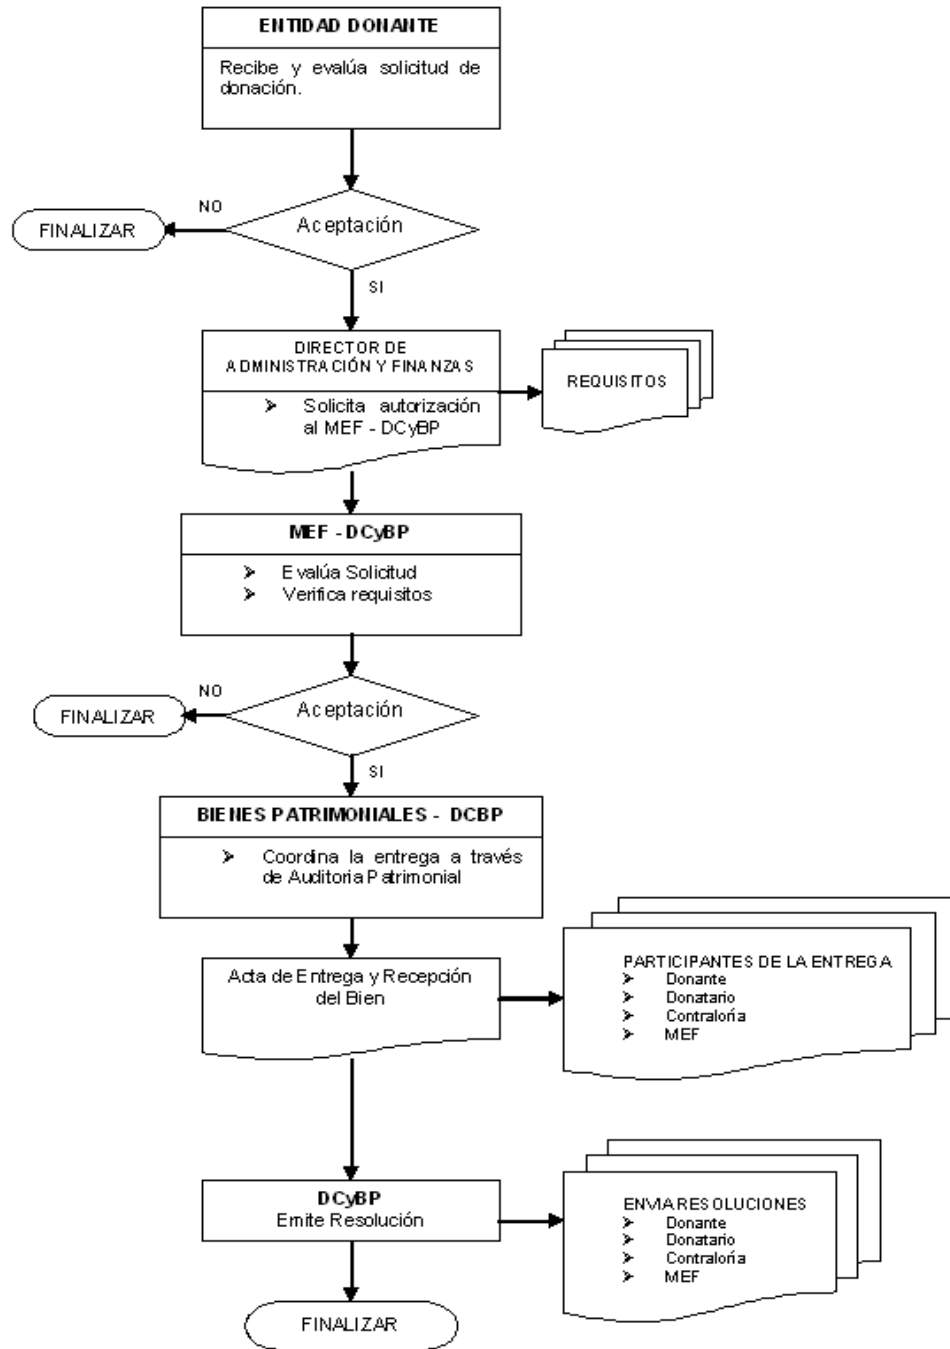 ENTIDAD DONANTE
Recibe y evalúa solicitud de
donación.
NO
Aceptación
FINALIZAR
SI
DIRECTOR DE
ADMINISTRACIÓN Y FINANZAS
REQUISITOS
➤ Solicita autorización
al MEF - DCyBP
MEF - DCyBP
➤ Evalúa Solicitud
➤ Verifica requisitos
NO
Aceptación
FINALIZAR
SI
BIENES PATRIMONIALES - DCBP
➤ Coordina la entrega a través
de Auditoria Patrimonial
Acta de Entrega y Recepción
del Bien
PARTICIPANTES DE LA ENTREGA
➤ Donante
➤ Donatario
➤ Contraloría
➤ MEF
DCyBP
Emite Resolución
ENVIA RESOLUCIONES
➤ Donante
➤ Donatario
➤ Contraloría
➤ MEF
FINALIZAR